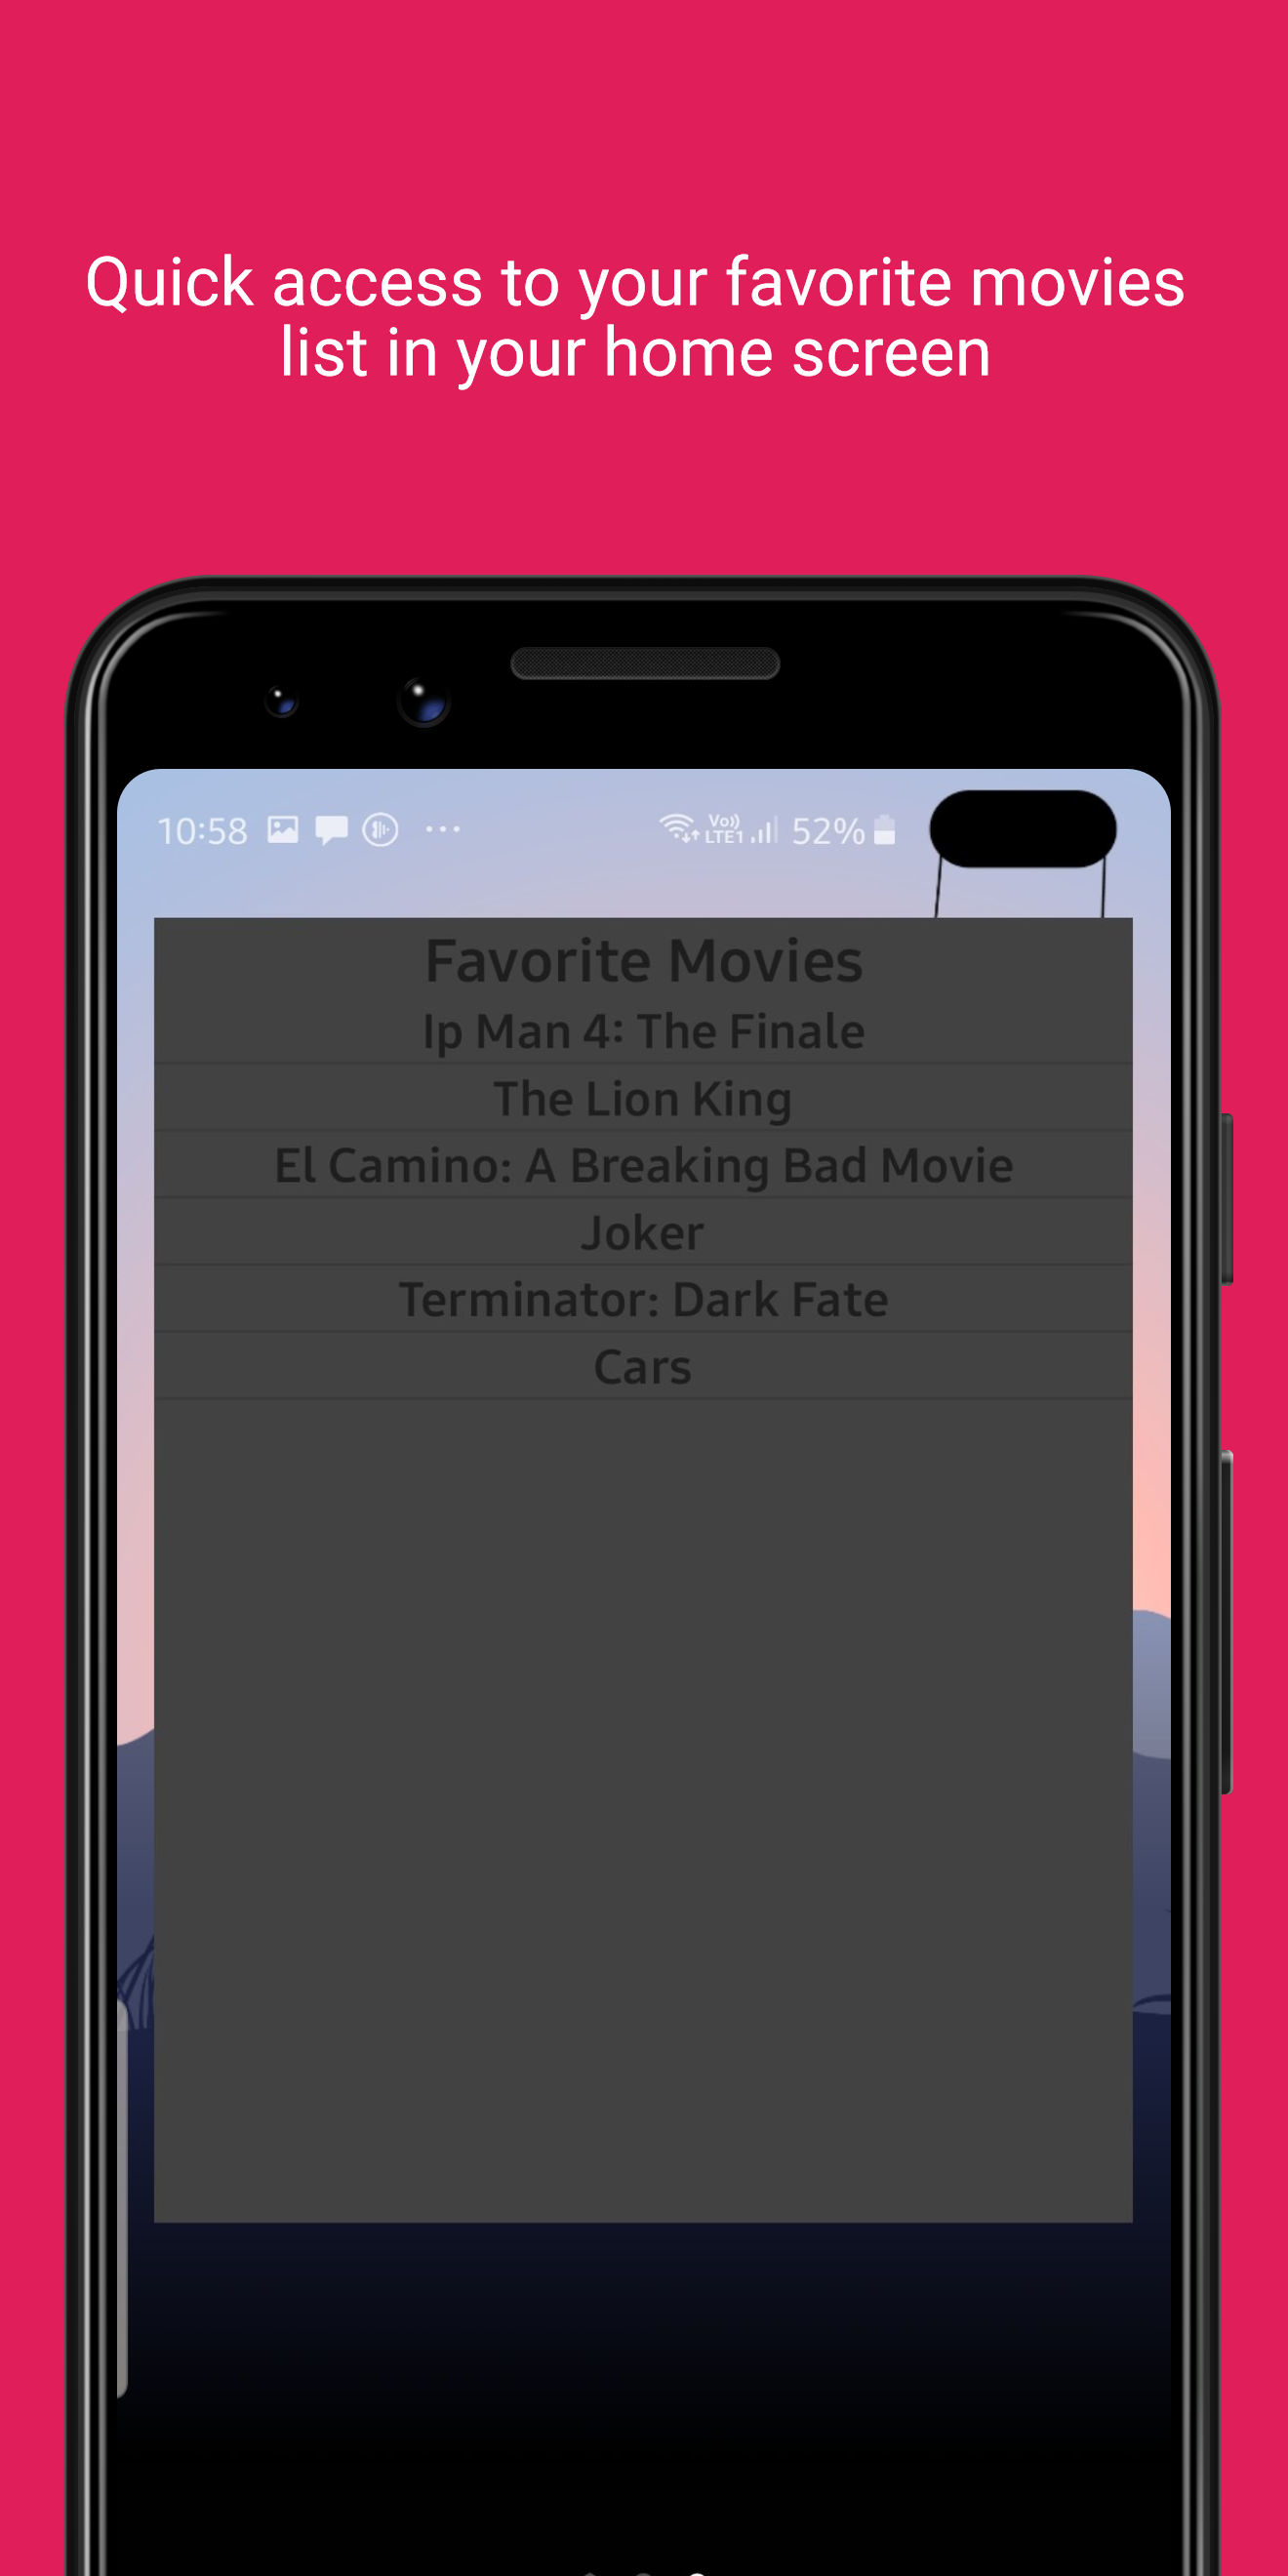 Quick access to your favorite movies
list in your home screen
10:58
Vo))
LTE1
52%
Favorite Movies
Ip Man 4: The Finale
The Lion King
El Camino: A Breaking Bad Movie
Joker
Terminator: Dark Fate
Cars